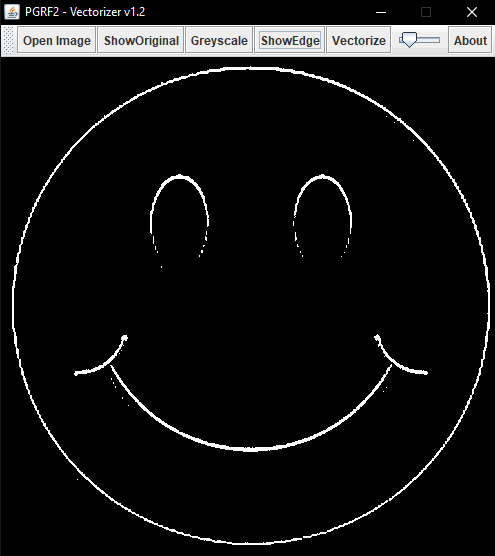 PGRF2 - Vectorizer v1.2
Open Image ShowOriginal Greyscale ShowEdge Vectorize About